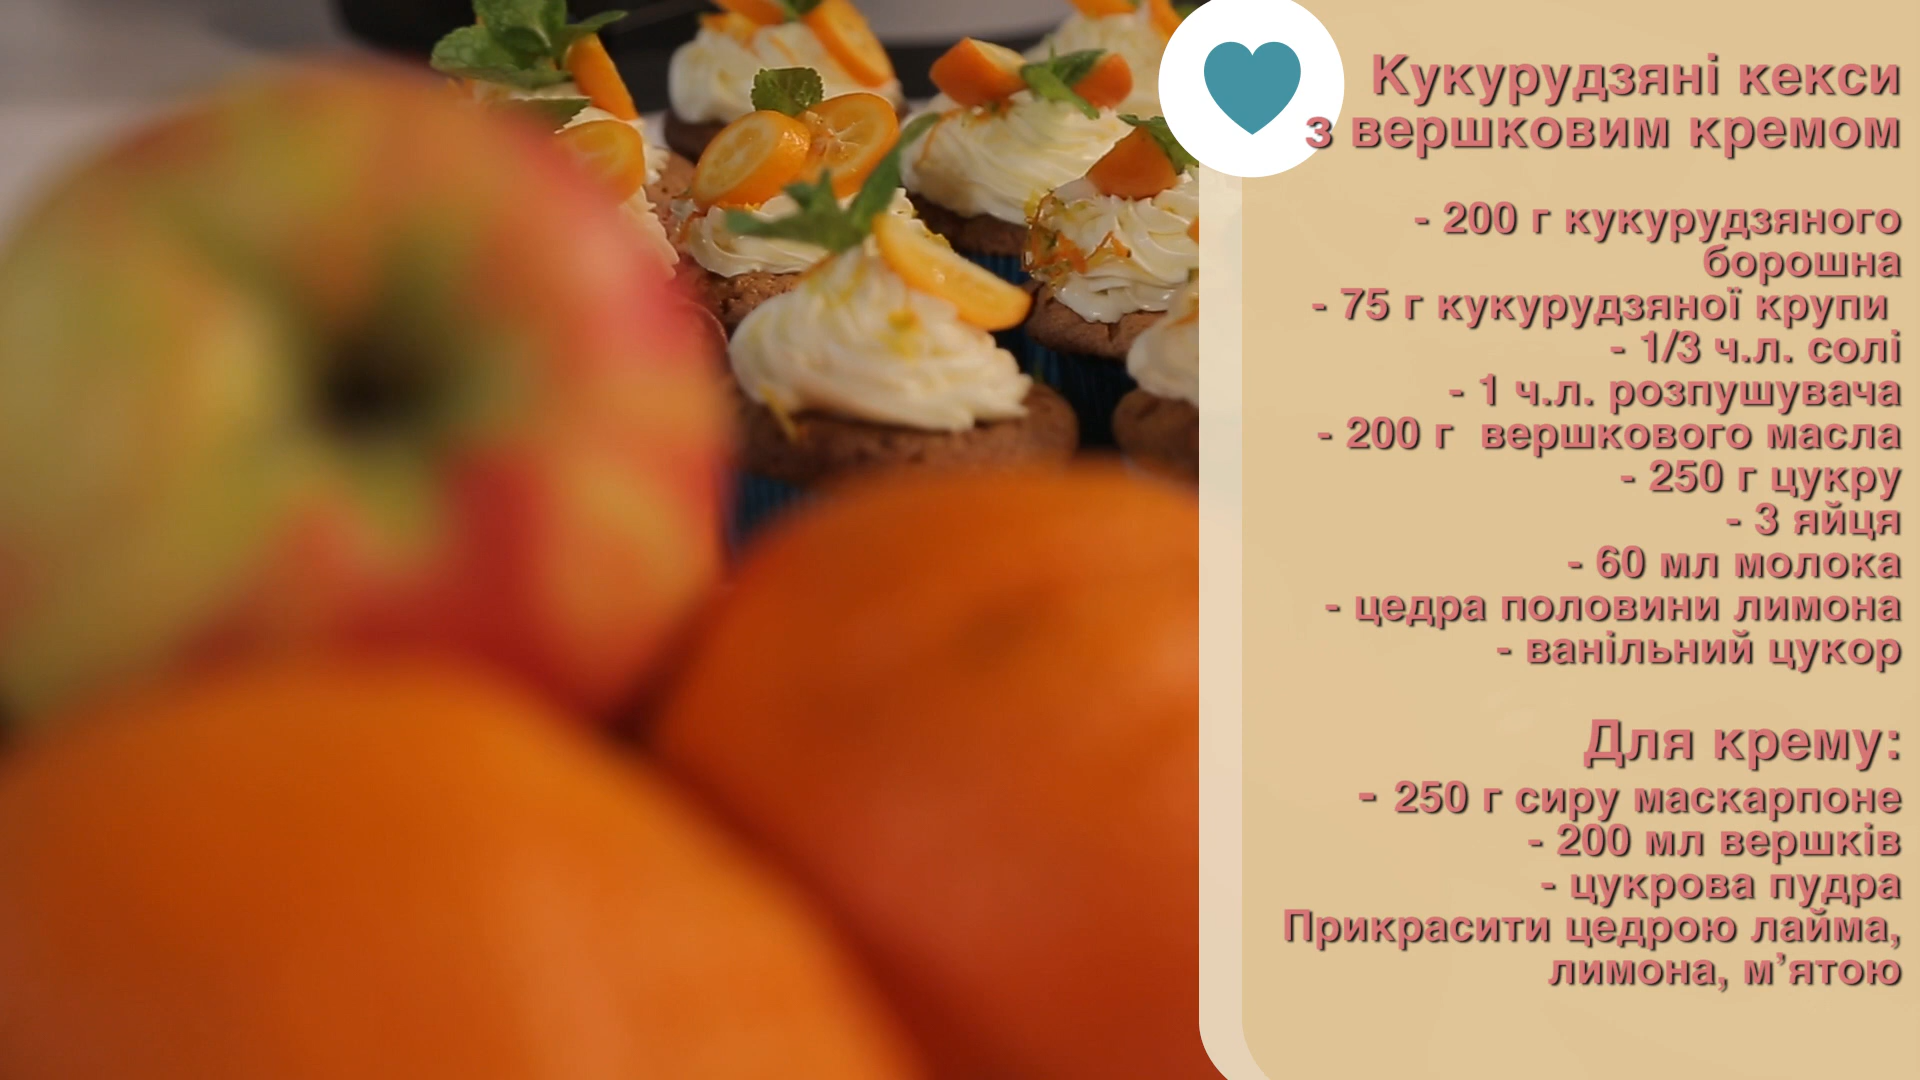 Кукурудзяні кекси
з вершковим кремом
- 200 г кукурудзяного
борошна
- 75 г кукурудзяної крупи
- 1/3 ч.л. солі
- 1 ч.л. розпушувача
- 200 г  вершкового масла
- 250 г цукру
- 3 яйця
- 60 мл молока
- цедра половини лимона
- ванільний цукор
Для крему:
- 250 г сиру маскарпоне
- 200 мл вершків
- цукрова пудра
Прикрасити цедрою лайма,
лимона, м’ятою